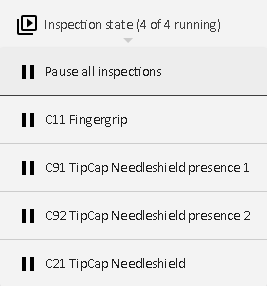 Inspection state (4 of 4 running)
Pause all inspections
C11 Fingergrip
C91 TipCap Needleshield presence 1
C92 TipCap Needleshield presence 2
C21 TipCap Needleshield